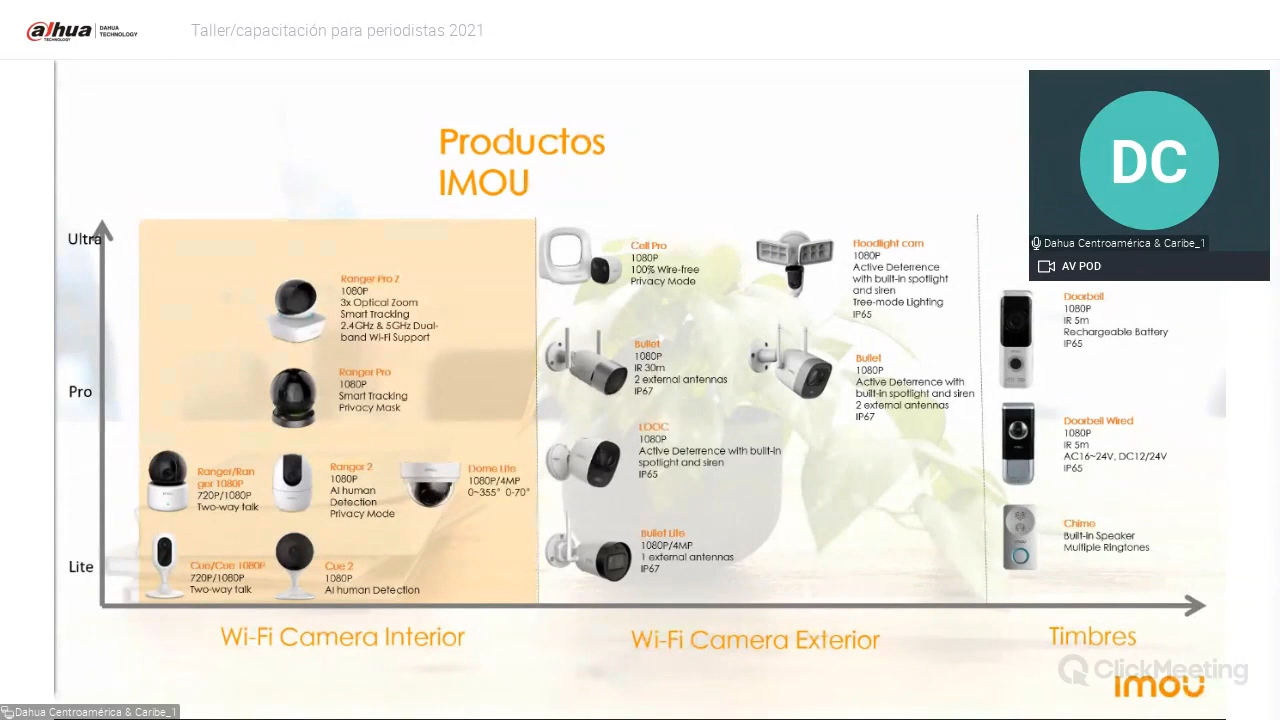 alhua
TECHNOLOGY
DAHUA
TECHNOLOGY
Taller/capacitación para periodistas 2021
Productos
IMOU
DC
Dahua Centroamérica & Caribe_1
AV POD
Ultra
Pro
Lite
Ranger Pro Z
1080P
3x Optical Zoom
Smart Tracking
2.4GHz & 5GHz Dual-
band Wi-Fi Support
Ranger Pro
1080P
Smart Tracking
Privacy Mask
Ranger/Ran
ger 1080P
720P/1080P
Two-way talk
Ranger 2
1080P
AI human
Detection
Privacy Mode
Dome Lite
1080P/4MP
0~355° 0-70°
Cue/Cue 1080P
720P/1080P
Two-way talk
Cue 2
1080P
AI human Detection
Cell Pro
1080P
100% Wire-free
Privacy Mode
Floodlight cam
1080P
Active Deterrence
with built-in spotlight
and siren
Tree-mode Lighting
IP65
Bullet
1080P
IR 30m
2 external antennas
IP67
Bullet
1080P
Active Deterrence with
built-in spotlight and siren
2 external antennas
IP67
LOOC
1080P
Active Deterrence with built-in
spotlight and siren
IP65
Bullet Lite
1080P/4MP
1 external antennas
IP67
Doorbell
1080P
IR 5m
Rechargeable Battery
IP65
Doorbell Wired
1080P
IR 5m
AC16~24V, DC12/24V
IP65
Chime
Built-in Speaker
Multiple Ringtones
Wi-Fi Camera Interior
Wi-Fi Camera Exterior
Timbres
ClickMeeting
imou
Dahua Centroamérica & Caribe_1